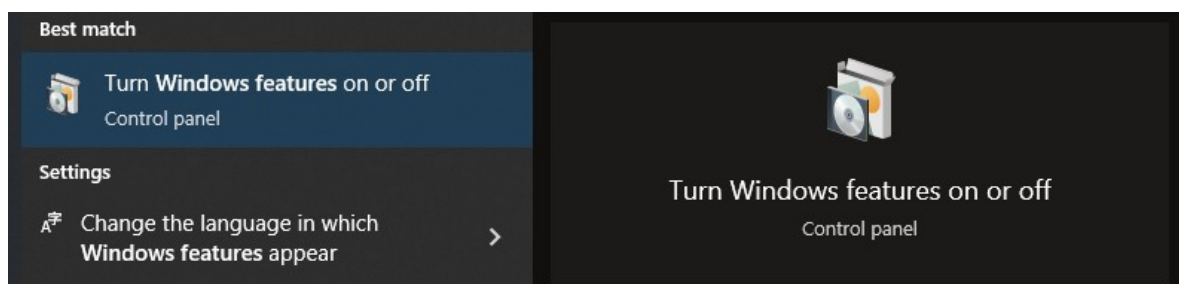 Best match
Turn Windows features on or off
Control panel
Settings
Change the language in which
Windows features appear
Turn Windows features on or off
Control panel